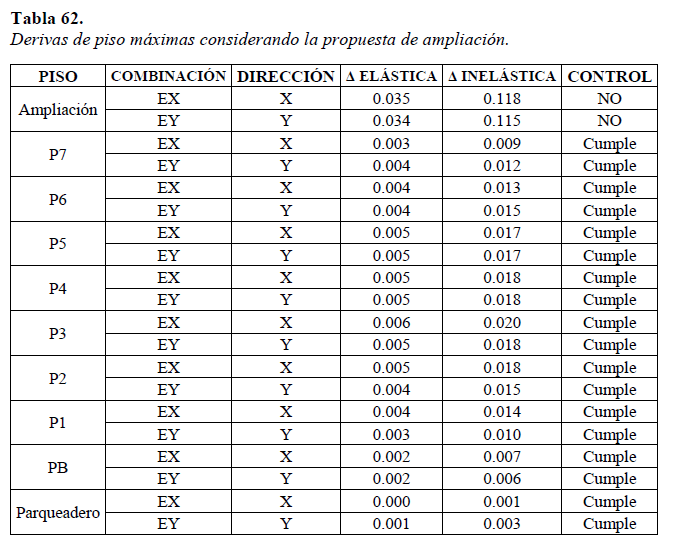 Tabla 62.
Derivas de piso máximas considerando la propuesta de ampliación.
PISO COMBINACIÓN DIRECCIÓN Δ ELÁSTICA Δ INELÁSTICA CONTROL
Ampliación EX X 0.035 0.118 NO
EY Y 0.034 0.115 NO
P7 EX X 0.003 0.009 Cumple
EY Y 0.004 0.012 Cumple
P6 EX X 0.004 0.013 Cumple
EY Y 0.004 0.015 Cumple
P5 EX X 0.005 0.017 Cumple
EY Y 0.005 0.017 Cumple
P4 EX X 0.005 0.018 Cumple
EY Y 0.005 0.018 Cumple
P3 EX X 0.006 0.020 Cumple
EY Y 0.005 0.018 Cumple
P2 EX X 0.005 0.018 Cumple
EY Y 0.004 0.015 Cumple
P1 EX X 0.004 0.014 Cumple
EY Y 0.003 0.010 Cumple
PB EX X 0.002 0.007 Cumple
EY Y 0.002 0.006 Cumple
Parqueadero EX X 0.000 0.001 Cumple
EY Y 0.001 0.003 Cumple